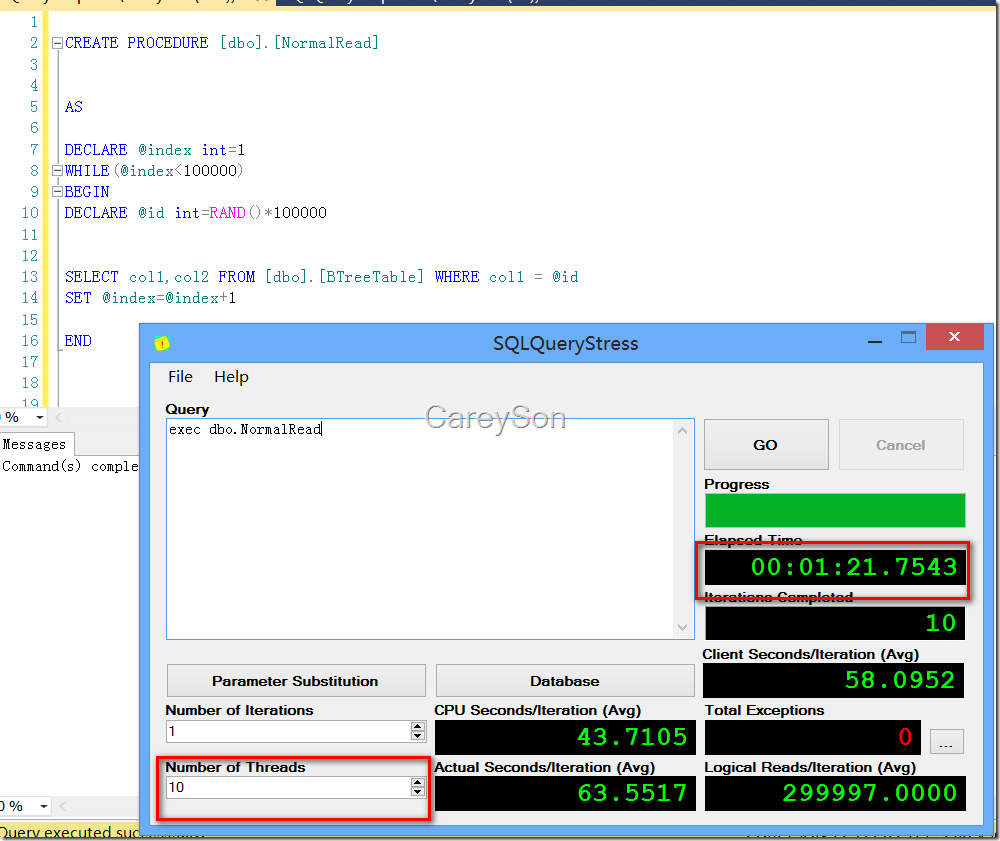 1
2 CREATE PROCEDURE [dbo].[NormalRead]
3
4
5 AS
6
7 DECLARE @index int=1
8 WHILE(@index<100000)
9 BEGIN
10 DECLARE @id int=RAND()*100000
11
12
13 SELECT col1,col2 FROM [dbo].[BTreeTable] WHERE col1 = @id
14 SET @index=@index+1
15
16 END
17
18
19
%
Messages
Command(s) comple
SQLQueryStress
File Help
Query
CareySon
exec dbo.NormalRead
GO Cancel
Progress
Elapsed Time
00:01:21.7543
Iterations Completed
10
Client Seconds/Iteration (Avg)
58.0952
Parameter Substitution Database
Number of Iterations CPU Seconds/Iteration (Avg) Total Exceptions
1 43.7105 0 ...
Number of Threads Actual Seconds/Iteration (Avg) Logical Reads/Iteration (Avg)
10 63.5517 299997.0000
0 %
Query executed succ